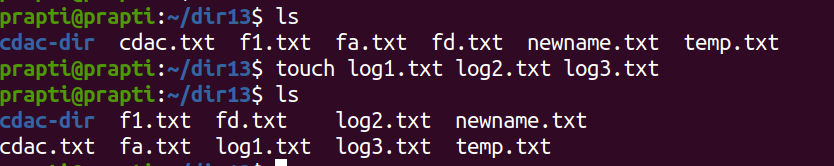 prapti@prapti:~/dir13$ ls
cdac-dir cdac.txt f1.txt fa.txt fd.txt newname.txt temp.txt
prapti@prapti:~/dir13$ touch log1.txt log2.txt log3.txt
prapti@prapti:~/dir13$ ls
cdac-dir f1.txt fd.txt log2.txt newname.txt
cdac.txt fa.txt log1.txt log3.txt temp.txt